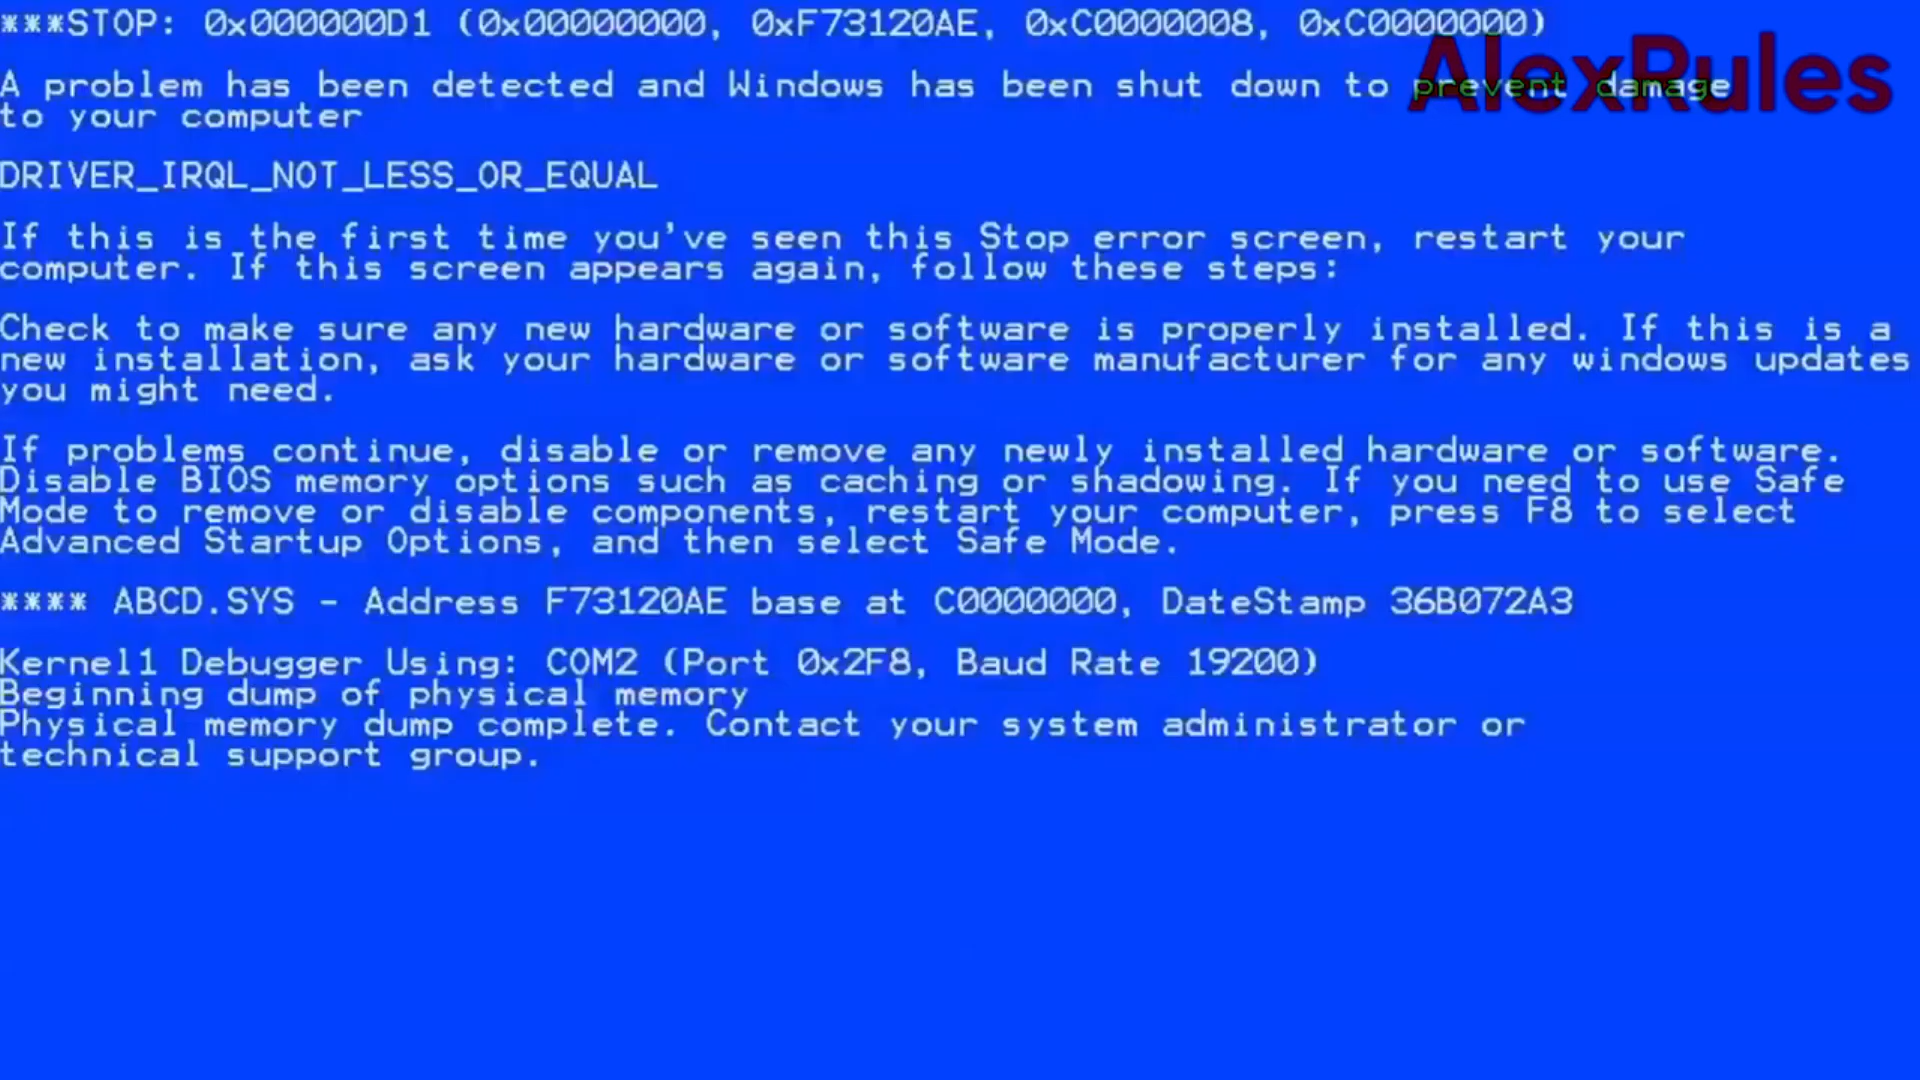 ***STOP: 0x000000D1 (0x00000000, 0xF73120AE, 0xC0000008, 0xC0000000)
AlexRules
A problem has been detected and Windows has been shut down to prevent damage
to your computer
DRIVER_IRQL_NOT_LESS_OR_EQUAL
If this is the first time you've seen this Stop error screen, restart your
computer. If this screen appears again, follow these steps:
Check to make sure any new hardware or software is properly installed. If this is a
new installation, ask your hardware or software manufacturer for any windows updates
you might need.
If problems continue, disable or remove any newly installed hardware or software.
Disable BIOS memory options such as caching or shadowing. If you need to use Safe
Mode to remove or disable components, restart your computer, press F8 to select
Advanced Startup Options, and then select Safe Mode.
**** ABCD.SYS - Address F73120AE base at C0000000, DateStamp 36B072A3
Kernel1 Debugger Using: COM2 (Port 0x2F8, Baud Rate 19200)
Beginning dump of physical memory
Physical memory dump complete. Contact your system administrator or
technical support group.